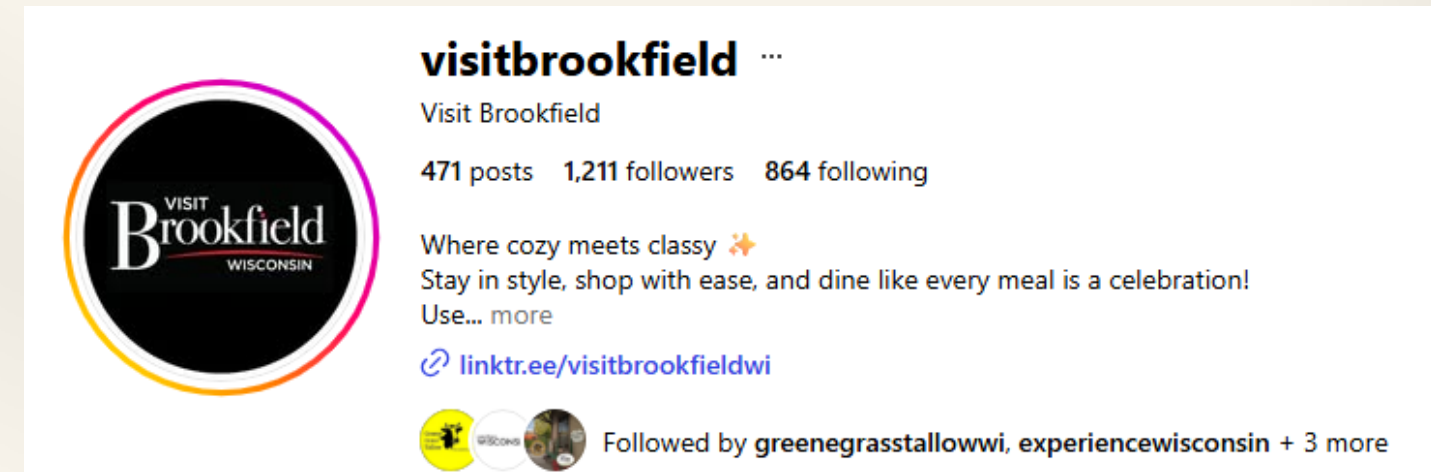 visitbrookfield ...
Visit Brookfield
471 posts 1,211 followers 864 following
VISIT
Brookfield
WISCONSIN
Where cozy meets classy ✨
Stay in style, shop with ease, and dine like every meal is a celebration!
Use... more
linktr.ee/visitbrookfieldwi
Followed by greenegrasstallowwi, experiencewisconsin + 3 more